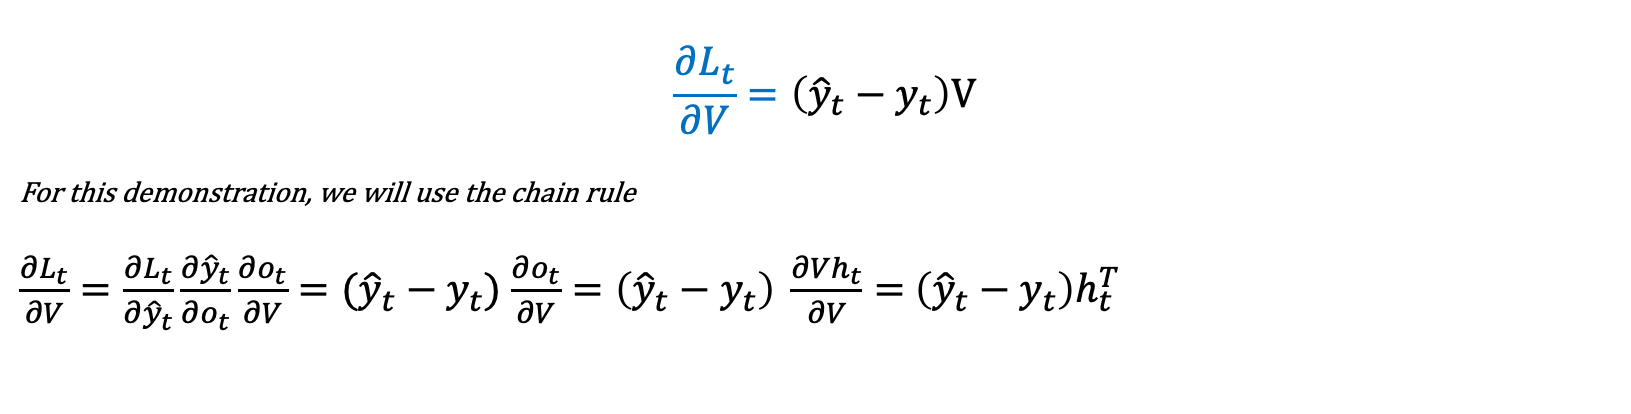 ∂L_t/∂V = (ŷ_t − y_t)V
For this demonstration, we will use the chain rule
∂L_t/∂V = ∂L_t/∂ŷ_t ∂ŷ_t/∂o_t ∂o_t/∂V = (ŷ_t − y_t) ∂o_t/∂V = (ŷ_t − y_t) ∂Vh_t/∂V = (ŷ_t − y_t)h_t^T